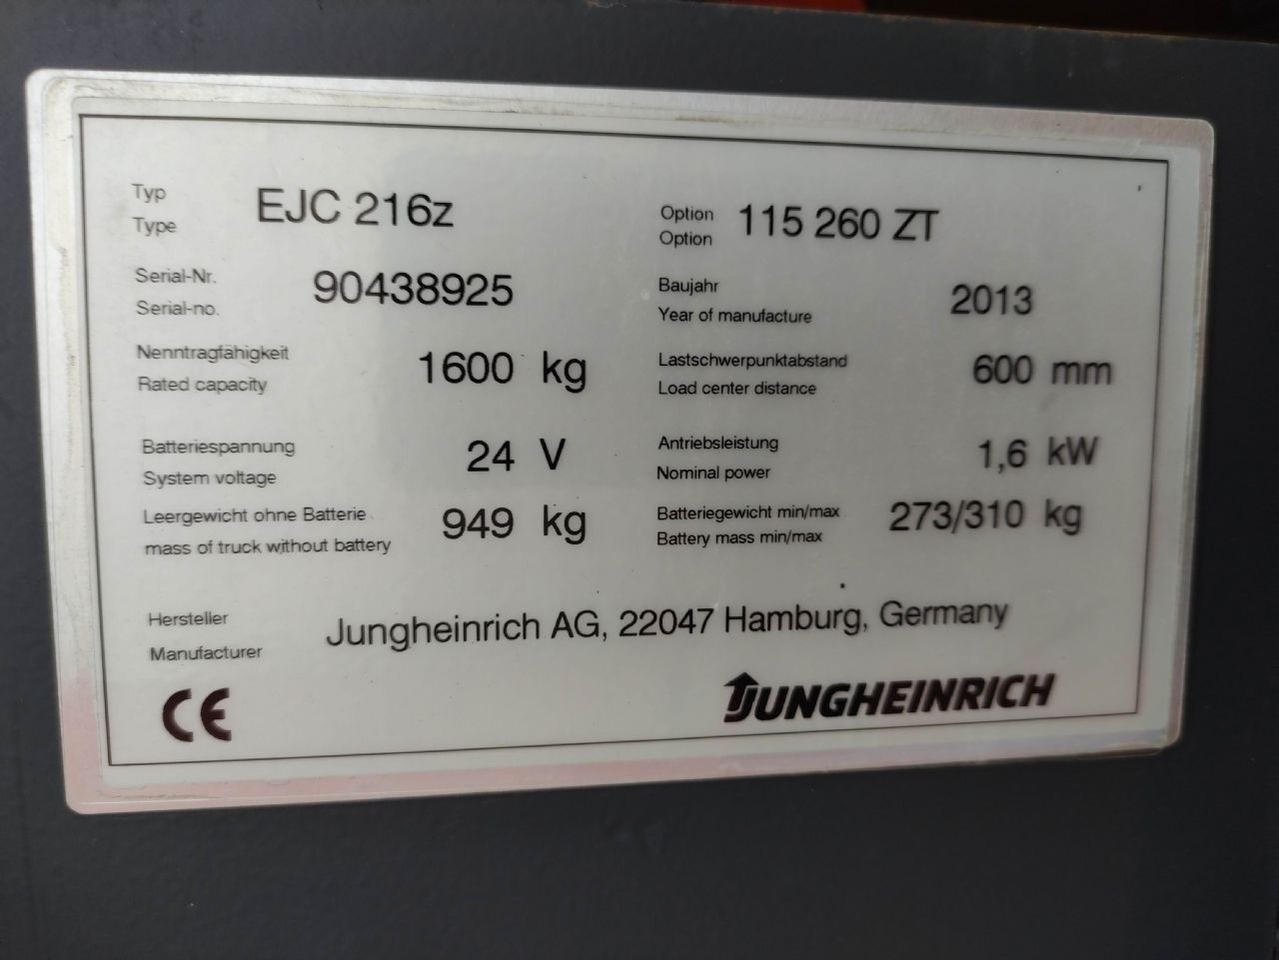 Typ
Type
EJC 216z
Option
Option
115 260 ZT
Serial-Nr.
Serial-no.
90438925
Baujahr
Year of manufacture
2013
Nenntragfähigkeit
Rated capacity
1600 kg
Lastschwerpunktabstand
Load center distance
600 mm
Batteriespannung
System voltage
24 V
Antriebsleistung
Nominal power
1,6 kW
Leergewicht ohne Batterie
mass of truck without battery
949 kg
Batteriegewicht min/max
Battery mass min/max
273/310 kg
Hersteller
Manufacturer
Jungheinrich AG, 22047 Hamburg, Germany
CE
JUNGHEINRICH